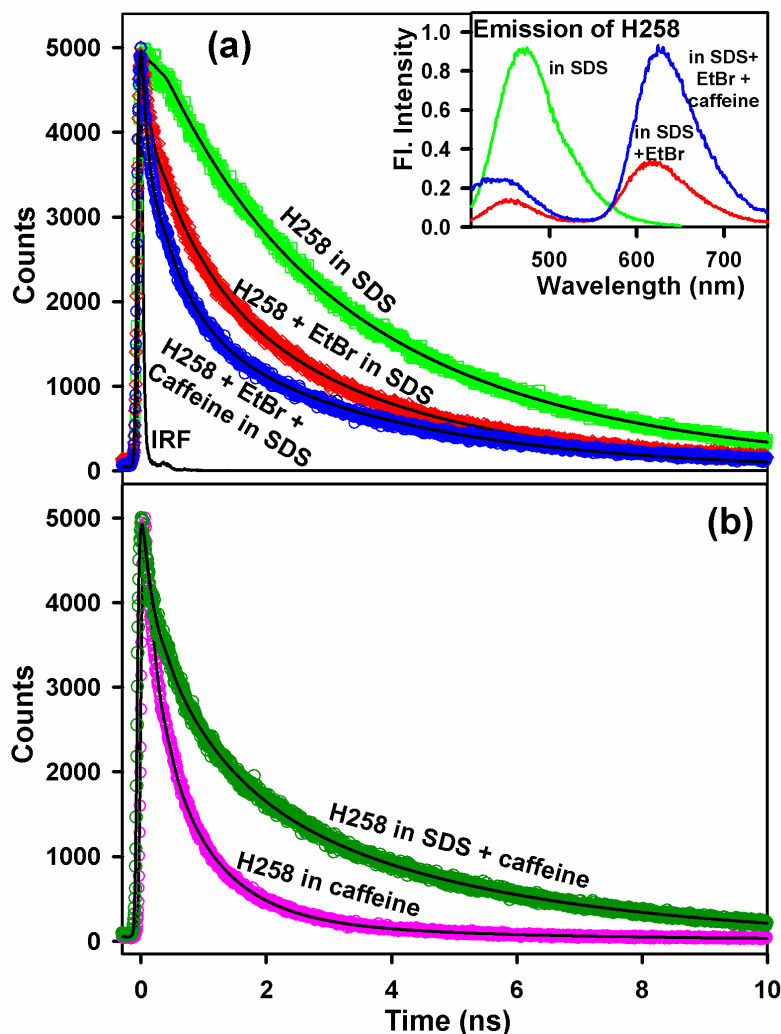 (a)
5000
4000
3000
2000
1000
0
Counts
H258 in SDS
H258 + EtBr in SDS
H258 + EtBr +
Caffeine in SDS
IRF
Emission of H258
in SDS
in SDS+
EtBr +
caffeine
in SDS
+EtBr
1.0
0.8
0.6
0.4
0.2
0.0
Fl. Intensity
500 600 700
Wavelength (nm)
(b)
5000
4000
3000
2000
1000
0
Counts
H258 in SDS + caffeine
H258 in caffeine
0 2 4 6 8 10
Time (ns)